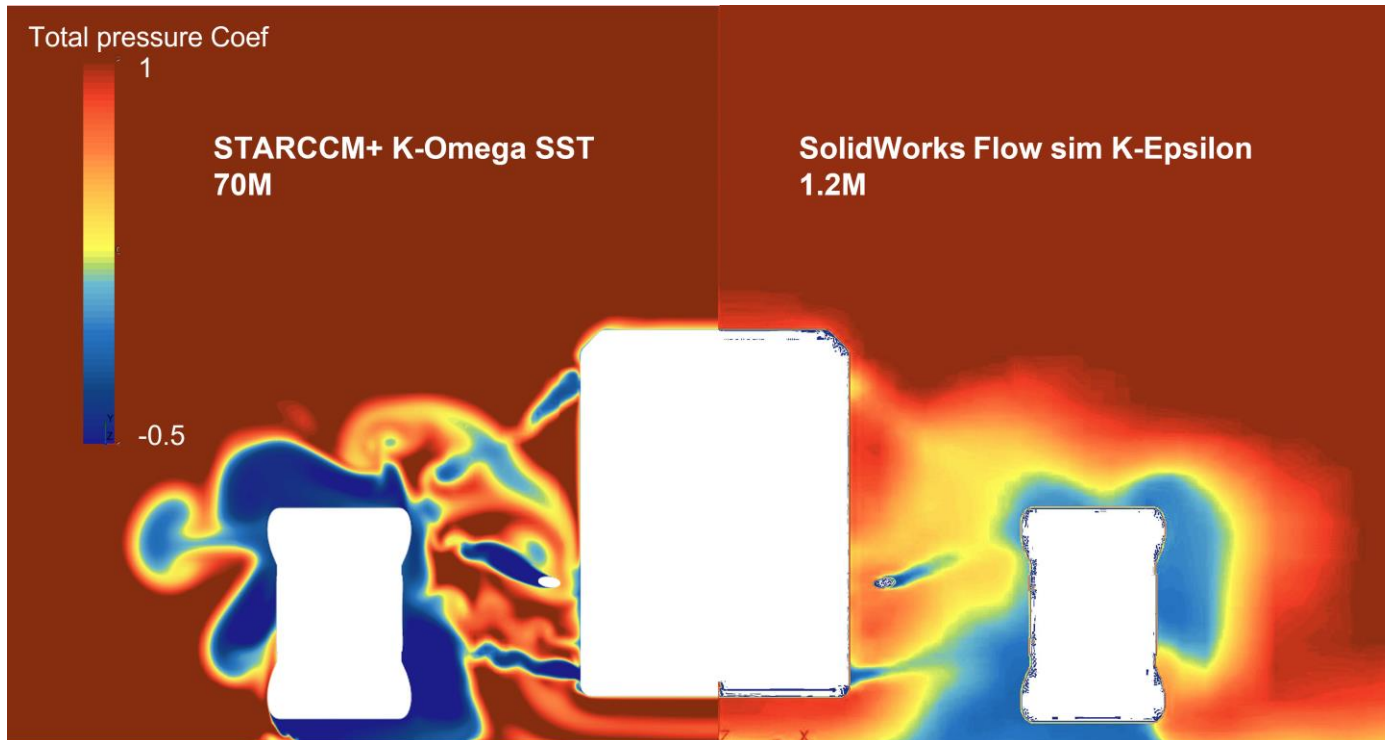 Total pressure Coef
1
STARCCM+ K-Omega SST
70M
SolidWorks Flow sim K-Epsilon
1.2M
Y
Z
-0.5
Z X